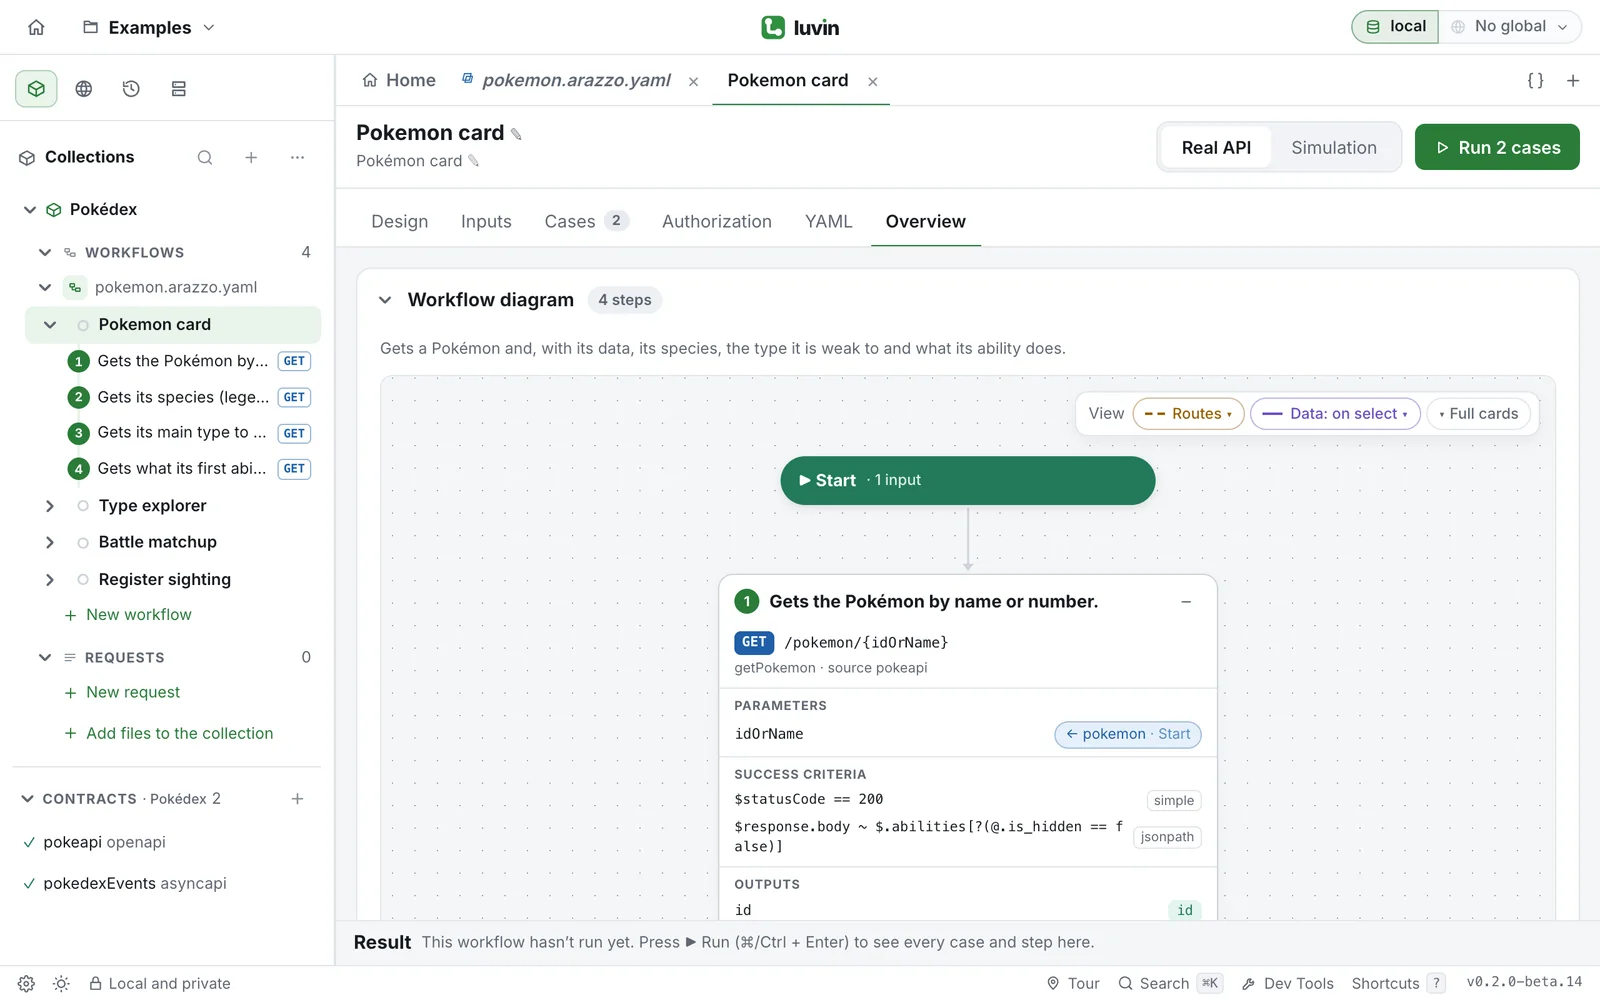 Examples
luvin
local
No global
Home
pokemon.arazzo.yaml
Pokemon card
{ }
Collections
Pokédex
WORKFLOWS 4
pokemon.arazzo.yaml
Pokemon card
1 Gets the Pokémon by... GET
2 Gets its species (lege... GET
3 Gets its main type to ... GET
4 Gets what its first abi... GET
Type explorer
Battle matchup
Register sighting
+ New workflow
REQUESTS 0
+ New request
+ Add files to the collection
CONTRACTS · Pokédex 2
pokeapi openapi
pokedexEvents asyncapi
Pokemon card
Pokémon card
Real API
Simulation
Run 2 cases
Design
Inputs
Cases 2
Authorization
YAML
Overview
Workflow diagram 4 steps
Gets a Pokémon and, with its data, its species, the type it is weak to and what its ability does.
View
Routes
Data: on select
Full cards
Start · 1 input
1 Gets the Pokémon by name or number.
GET /pokemon/{idOrName}
getPokemon · source pokeapi
PARAMETERS
idOrName ← pokemon · Start
SUCCESS CRITERIA
$statusCode == 200 simple
$response.body ~ $.abilities[?(@.is_hidden == f
alse)] jsonpath
OUTPUTS
id id
Result This workflow hasn’t run yet. Press ▶ Run (⌘/Ctrl + Enter) to see every case and step here.
Local and private
Tour
Search ⌘K
Dev Tools
Shortcuts ?
v0.2.0-beta.14